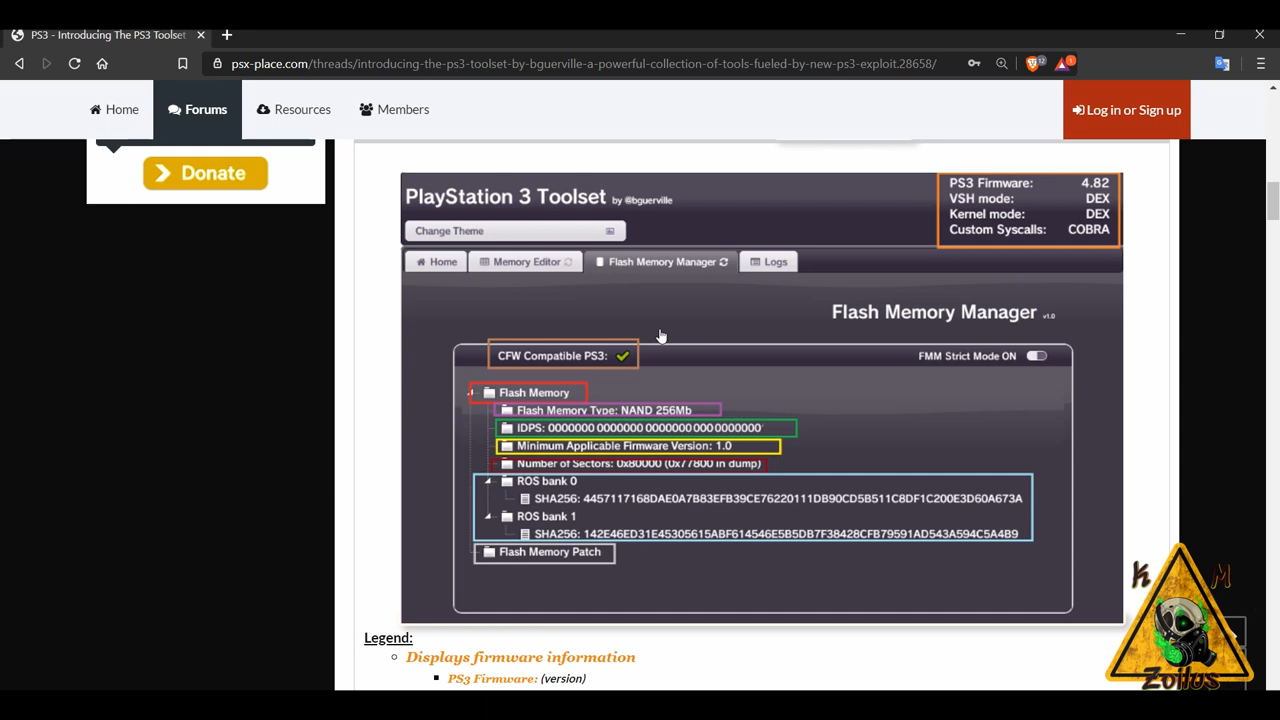 PS3 - Introducing The PS3 Toolset
psx-place.com/threads/introducing-the-ps3-toolset-by-bguerville-a-powerful-collection-of-tools-fueled-by-new-ps3-exploit.28658/
12
1
Home
Forums
Resources
Members
Log in or Sign up
Donate
PlayStation 3 Toolset by @bguerville
PS3 Firmware: 4.82
VSH mode: DEX
Kernel mode: DEX
Custom Syscalls: COBRA
Change Theme
Home
Memory Editor
Flash Memory Manager
Logs
Flash Memory Manager v1.0
CFW Compatible PS3:
FMM Strict Mode ON
Flash Memory
Flash Memory Type: NAND 256Mb
IDPS: 0000000 0000000 0000000 000 0000000
Minimum Applicable Firmware Version: 1.0
Number of Sectors: 0x80000 (0x77800 in dump)
ROS bank 0
SHA256: 4457117168DAE0A7B83EFB39CE76220111DB90CD5B511C8DF1C200E3D60A673A
ROS bank 1
SHA256: 142E46ED31E45305615ABF614546E5B5DB7F38428CFB79591AD543A594C5A4B9
Flash Memory Patch
Legend:
Displays firmware information
PS3 Firmware: (version)
K M
Zoilus